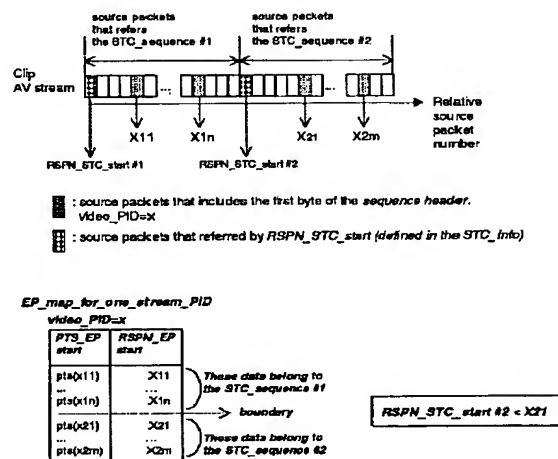 source packets
that refers
the STC_sequence #1
source packets
that refers
the STC_sequence #2
Clip
AV stream
...
...
Relative
source
packet
number
X11
X1n
X21
X2m
RSPN_STC_start #1
RSPN_STC_start #2
: source packets that includes the first byte of the sequence header.
video_PID=x
: source packets that referred by RSPN_STC_start (defined in the STC_Info)
EP_map_for_one_stream_PID
video_PID=x
PTS_EP start RSPN_EP start
pts(x11) X11
... ...
pts(x1n) X1n
These data belong to
the STC_sequence #1
boundary
pts(x21) X21
... ...
pts(x2m) X2m
These data belong to
the STC_sequence #2
RSPN_STC_start #2 < X21